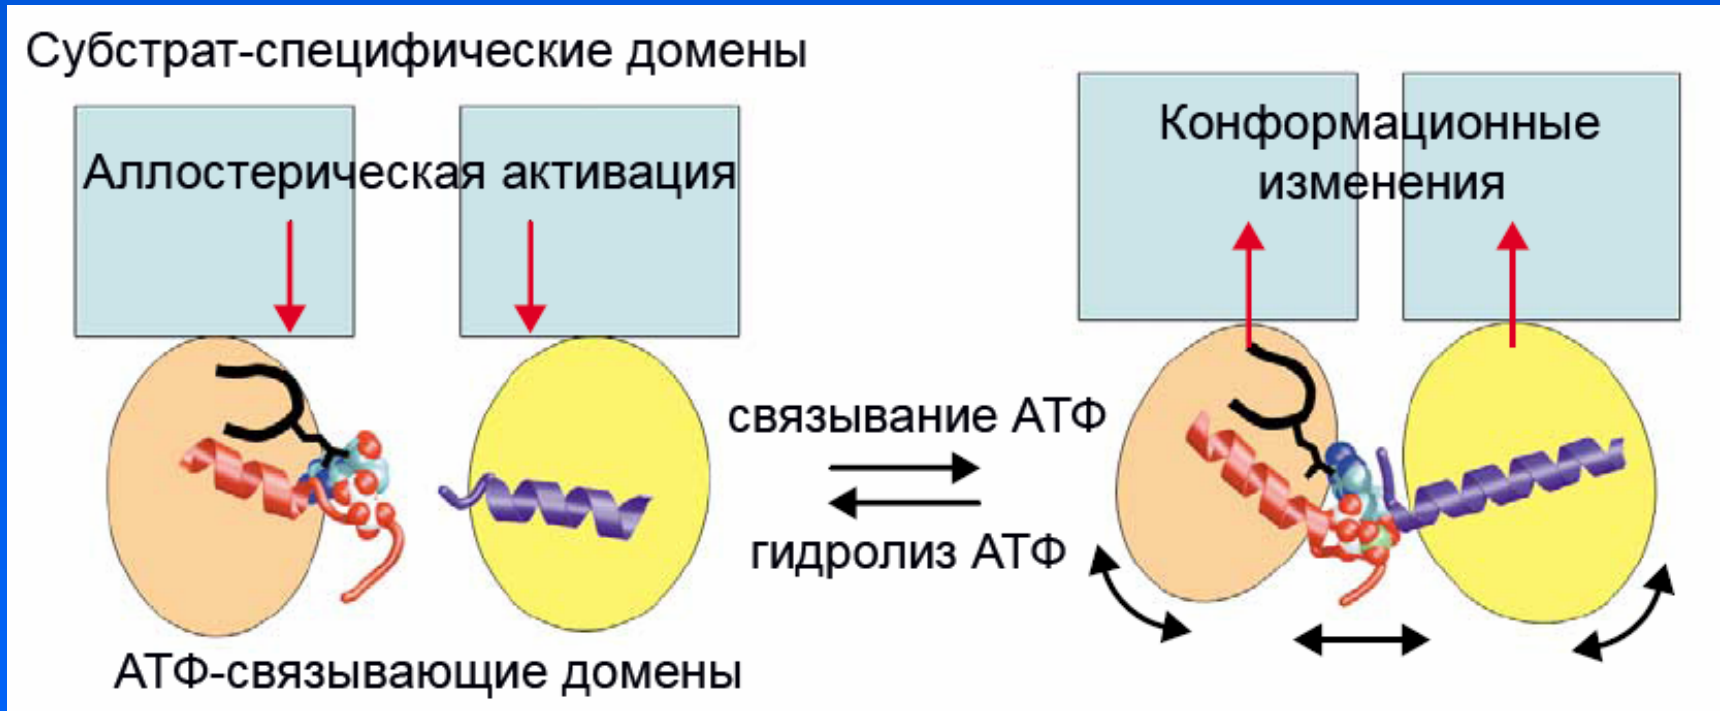 Субстрат-специфические домены
Аллостерическая активация
Конформационные
изменения
связывание АТФ
гидролиз АТФ
АТФ-связывающие домены